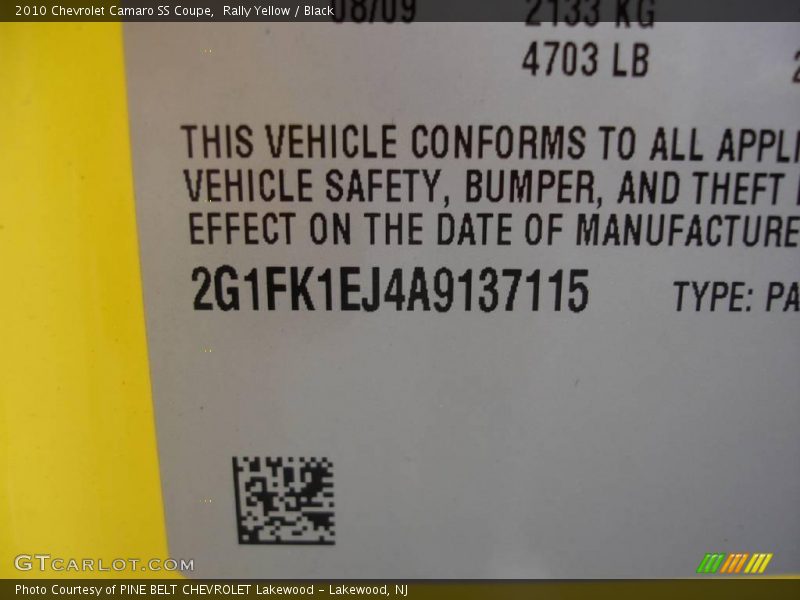 2010 Chevrolet Camaro SS Coupe, Rally Yellow / Black
08/09 2133 KG
4703 LB
THIS VEHICLE CONFORMS TO ALL APPLI
VEHICLE SAFETY, BUMPER, AND THEFT
EFFECT ON THE DATE OF MANUFACTURE
2G1FK1EJ4A9137115 TYPE: PA
GTCARLOT.COM
Photo Courtesy of PINE BELT CHEVROLET Lakewood - Lakewood, NJ